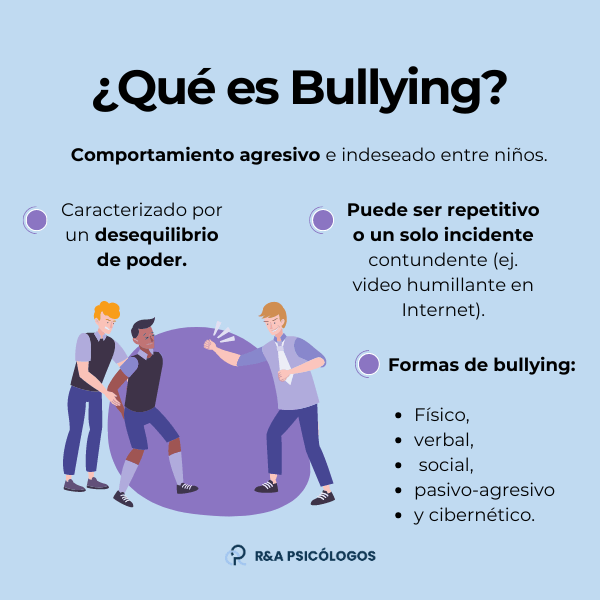 ¿Qué es Bullying?
Comportamiento agresivo e indeseado entre niños.
Caracterizado por
un desequilibrio
de poder.
Puede ser repetitivo
o un solo incidente
contundente (ej.
video humillante en
Internet).
Formas de bullying:
• Físico,
• verbal,
• social,
• pasivo-agresivo
• y cibernético.
R&A PSICÓLOGOS